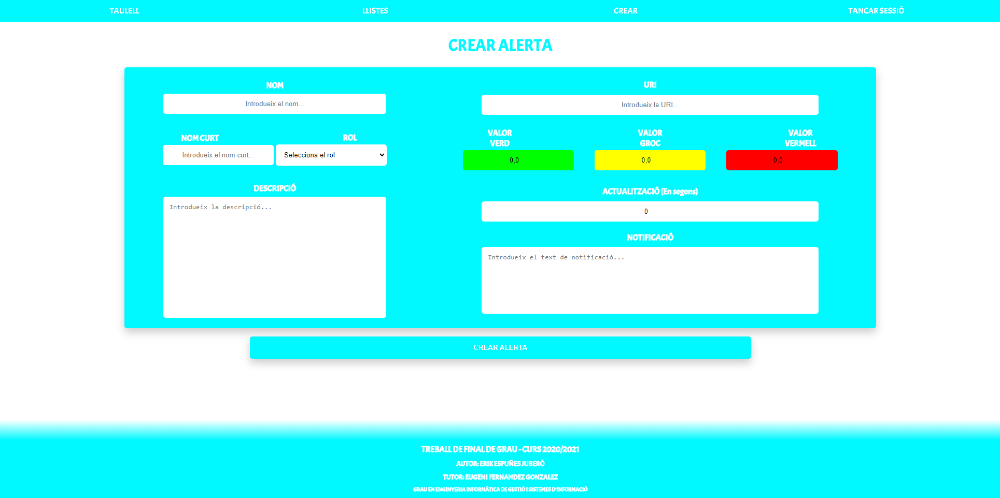 TAULELL
LLISTES
CREAR
TANCAR SESSIÓ
CREAR ALERTA
NOM
Introdueix el nom...
NOM CURT
ROL
Introdueix el nom curt...
Selecciona el rol
DESCRIPCIÓ
Introdueix la descripció...
URI
Introdueix la URI...
VALOR
VERD
VALOR
GROC
VALOR
VERMELL
0,0
0,0
0,0
ACTUALITZACIÓ (En segons)
0
NOTIFICACIÓ
Introdueix el text de notificació...
CREAR ALERTA
TREBALL DE FINAL DE GRAU - CURS 2020/2021
AUTOR: ERIK ESPUÑES JUBERÓ
TUTOR: EUGENI FERNANDEZ GONZALEZ
GRAU EN ENGINYERIA INFORMÀTICA DE GESTIÓ I SISTEMES D'INFORMACIÓ